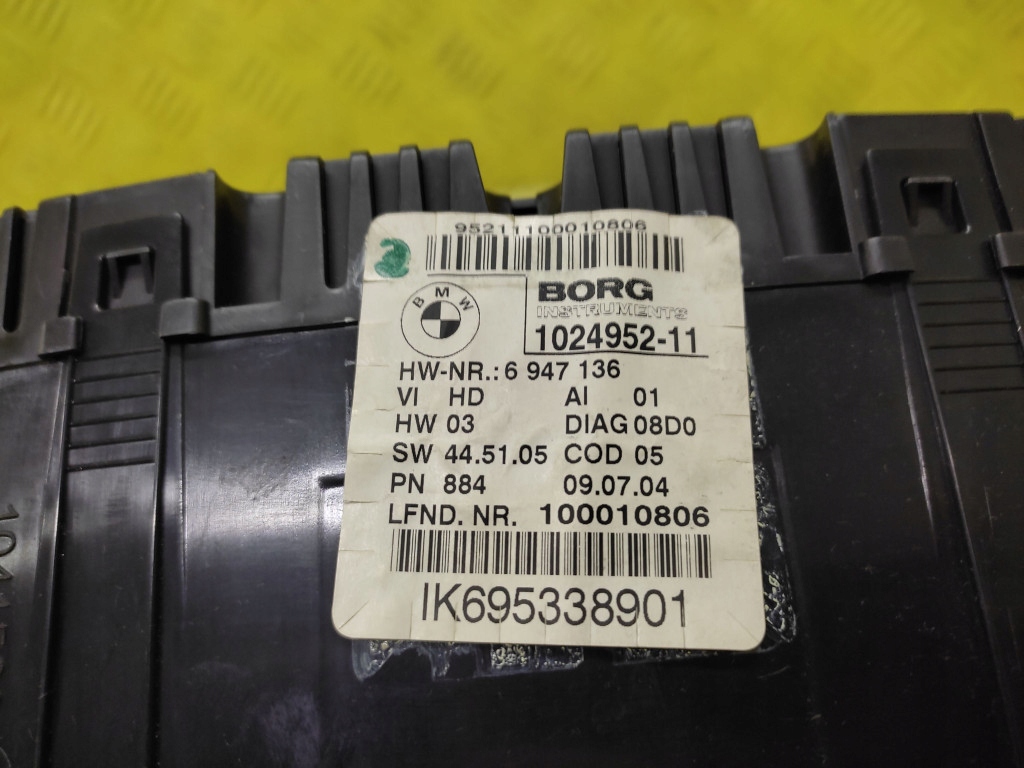 95211100010806
BMW
BORG
INSTRUMENTS
1024952-11
HW-NR.: 6 947 136
VI HD AI 01
HW 03 DIAG 08D0
SW 44.51.05 COD 05
PN 884 09.07.04
LFND. NR. 100010806
IK695338901